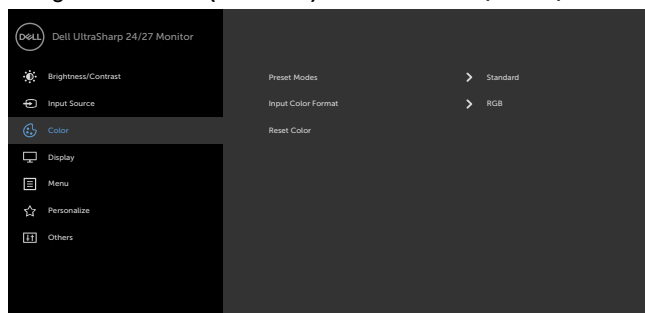 DELL Dell UltraSharp 24/27 Monitor
Brightness/Contrast
Preset Modes Standard
Input Source
Input Color Format RGB
Color
Reset Color
Display
Menu
Personalize
Others